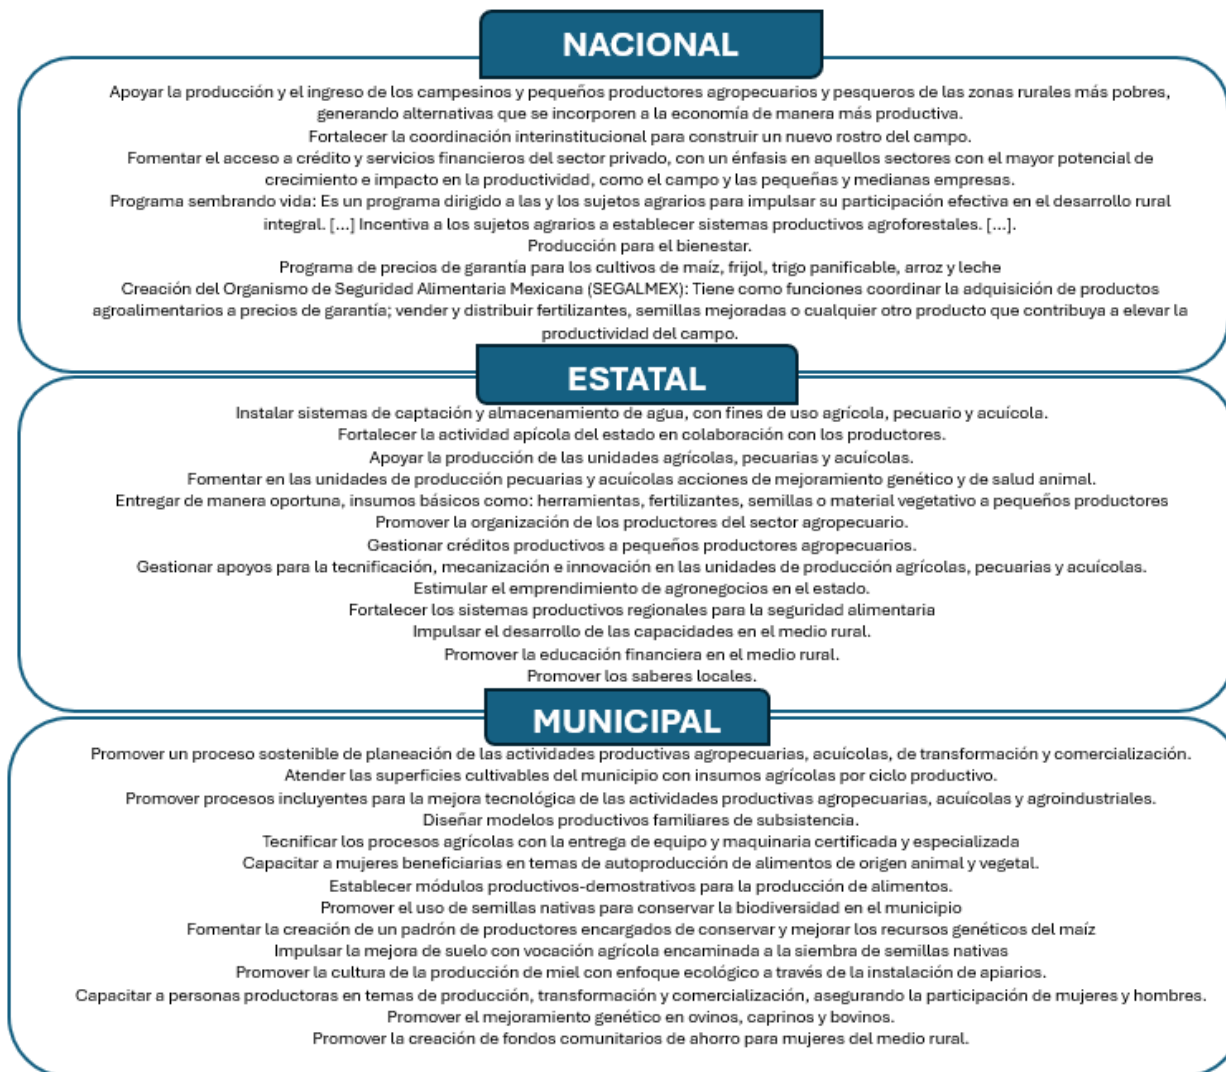 NACIONAL
Apoyar la producción y el ingreso de los campesinos y pequeños productores agropecuarios y pesqueros de las zonas rurales más pobres,
generando alternativas que se incorporen a la economía de manera más productiva.
Fortalecer la coordinación interinstitucional para construir un nuevo rostro del campo.
Fomentar el acceso a crédito y servicios financieros del sector privado, con un énfasis en aquellos sectores con el mayor potencial de
crecimiento e impacto en la productividad, como el campo y las pequeñas y medianas empresas.
Programa sembrando vida: Es un programa dirigido a las y los sujetos agrarios para impulsar su participación efectiva en el desarrollo rural
integral. [...] Incentiva a los sujetos agrarios a establecer sistemas productivos agroforestales. [...].
Producción para el bienestar.
Programa de precios de garantía para los cultivos de maíz, frijol, trigo panificable, arroz y leche
Creación del Organismo de Seguridad Alimentaria Mexicana (SEGALMEX): Tiene como funciones coordinar la adquisición de productos
agroalimentarios a precios de garantía; vender y distribuir fertilizantes, semillas mejoradas o cualquier otro producto que contribuya a elevar la
productividad del campo.
ESTATAL
Instalar sistemas de captación y almacenamiento de agua, con fines de uso agrícola, pecuario y acuícola.
Fortalecer la actividad apícola del estado en colaboración con los productores.
Apoyar la producción de las unidades agrícolas, pecuarias y acuícolas.
Fomentar en las unidades de producción pecuarias y acuícolas acciones de mejoramiento genético y de salud animal.
Entregar de manera oportuna, insumos básicos como: herramientas, fertilizantes, semillas o material vegetativo a pequeños productores
Promover la organización de los productores del sector agropecuario.
Gestionar créditos productivos a pequeños productores agropecuarios.
Gestionar apoyos para la tecnificación, mecanización e innovación en las unidades de producción agrícolas, pecuarias y acuícolas.
Estimular el emprendimiento de agronegocios en el estado.
Fortalecer los sistemas productivos regionales para la seguridad alimentaria
Impulsar el desarrollo de las capacidades en el medio rural.
Promover la educación financiera en el medio rural.
Promover los saberes locales.
MUNICIPAL
Promover un proceso sostenible de planeación de las actividades productivas agropecuarias, acuícolas, de transformación y comercialización.
Atender las superficies cultivables del municipio con insumos agrícolas por ciclo productivo.
Promover procesos incluyentes para la mejora tecnológica de las actividades productivas agropecuarias, acuícolas y agroindustriales.
Diseñar modelos productivos familiares de subsistencia.
Tecnificar los procesos agrícolas con la entrega de equipo y maquinaria certificada y especializada
Capacitar a mujeres beneficiarias en temas de autoproducción de alimentos de origen animal y vegetal.
Establecer módulos productivos-demostrativos para la producción de alimentos.
Promover el uso de semillas nativas para conservar la biodiversidad en el municipio
Fomentar la creación de un padrón de productores encargados de conservar y mejorar los recursos genéticos del maíz
Impulsar la mejora de suelo con vocación agrícola encaminada a la siembra de semillas nativas
Promover la cultura de la producción de miel con enfoque ecológico a través de la instalación de apiarios.
Capacitar a personas productoras en temas de producción, transformación y comercialización, asegurando la participación de mujeres y hombres.
Promover el mejoramiento genético en ovinos, caprinos y bovinos.
Promover la creación de fondos comunitarios de ahorro para mujeres del medio rural.